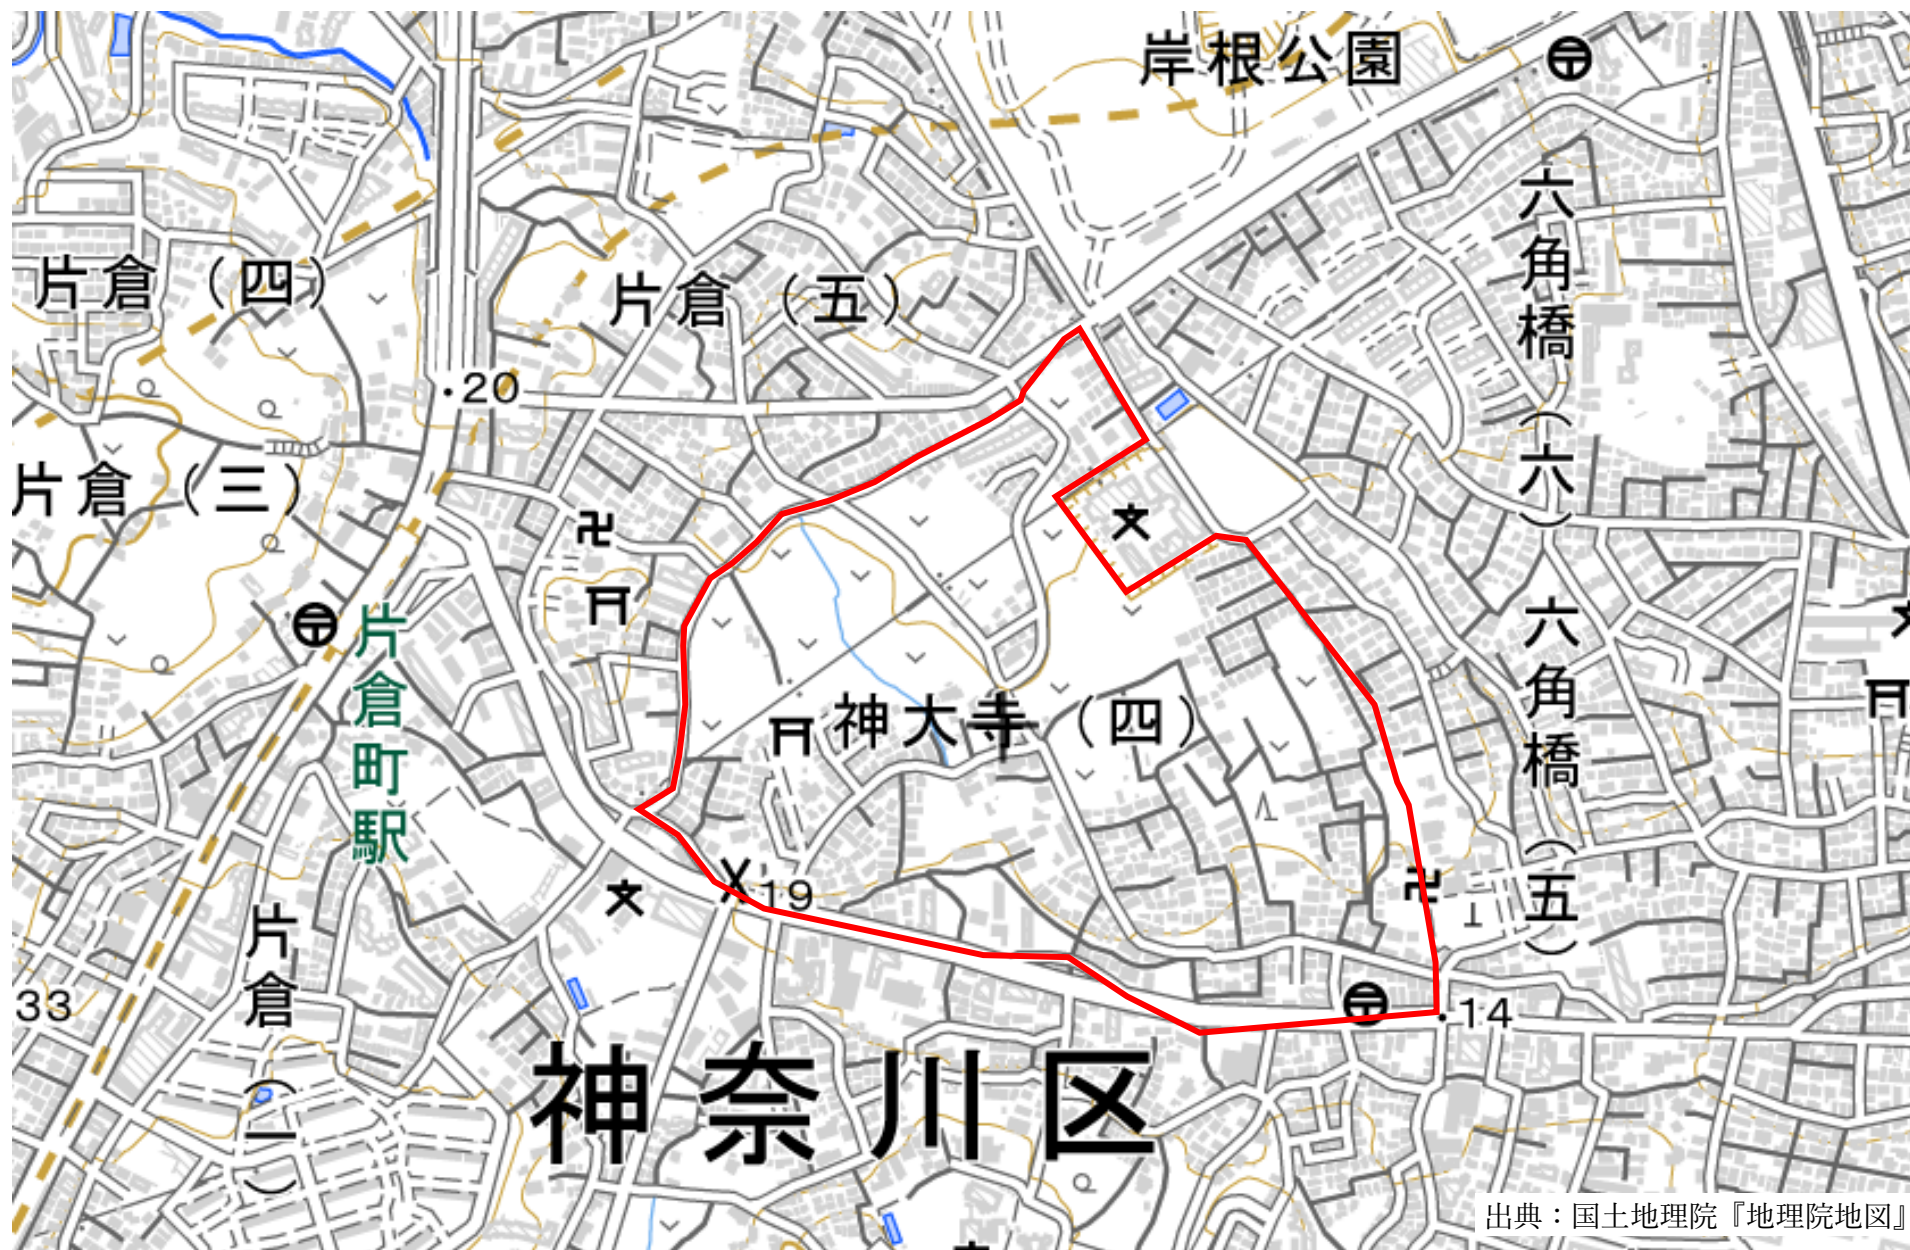 岸根公園
片倉（四）
片倉（五）
六角橋（六）
・20
片倉（三）
片倉町駅
神大寺（四）
六角橋（五）
19
片倉（一）
33
・14
神奈川区
出典：国土地理院『地理院地図』